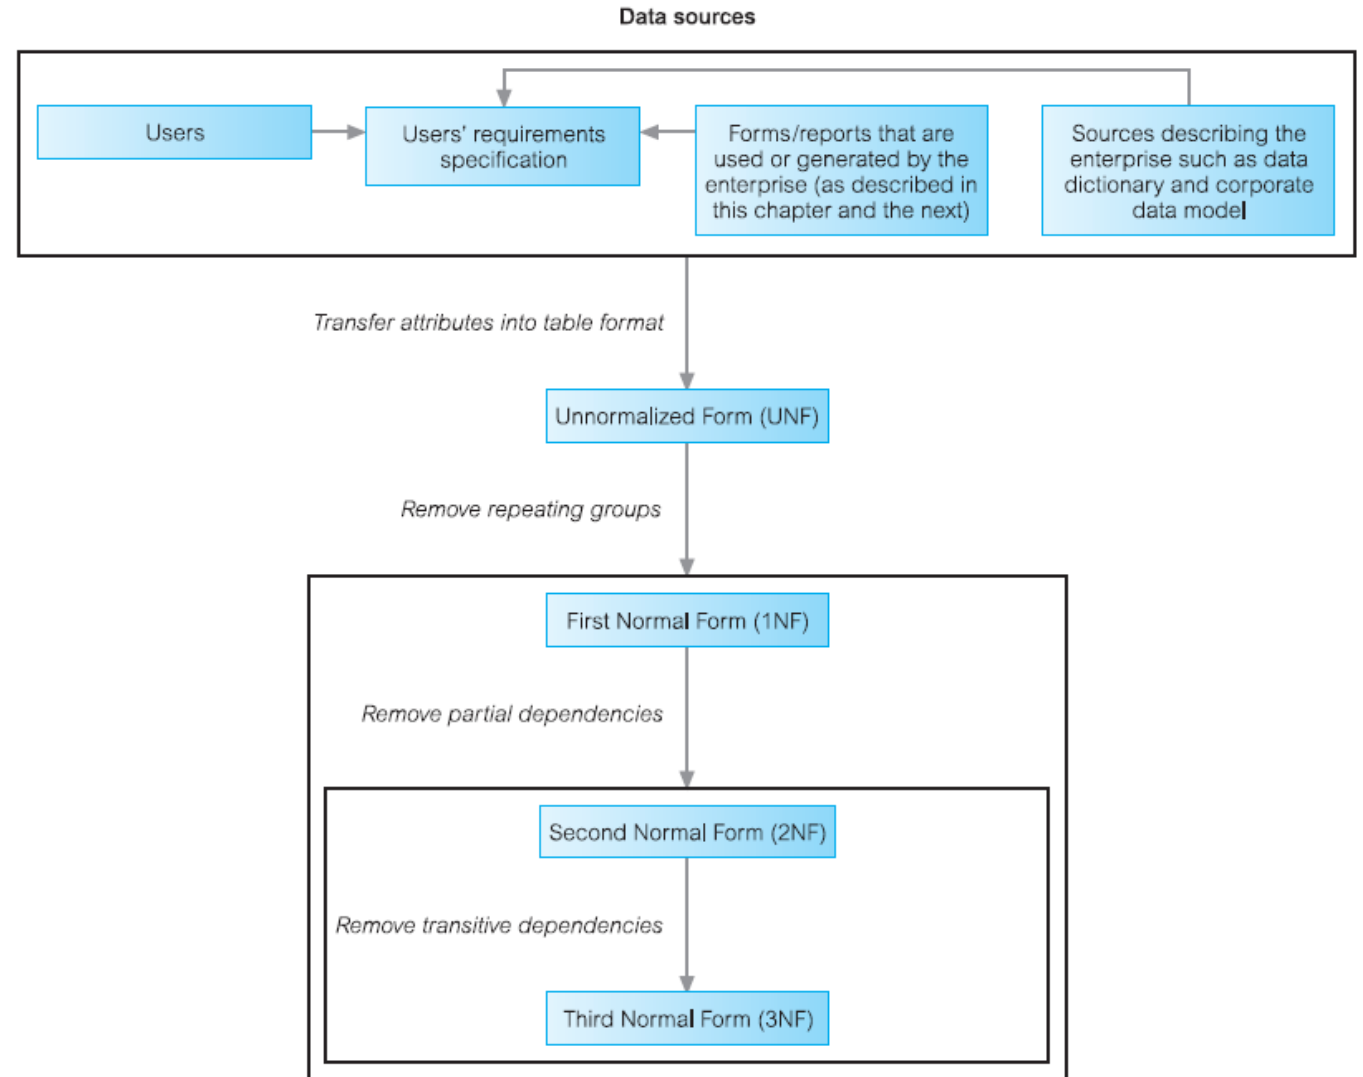 Data sources
Users
Users' requirements
specification
Forms/reports that are
used or generated by the
enterprise (as described in
this chapter and the next)
Sources describing the
enterprise such as data
dictionary and corporate
data model
Transfer attributes into table format
Unnormalized Form (UNF)
Remove repeating groups
First Normal Form (1NF)
Remove partial dependencies
Second Normal Form (2NF)
Remove transitive dependencies
Third Normal Form (3NF)